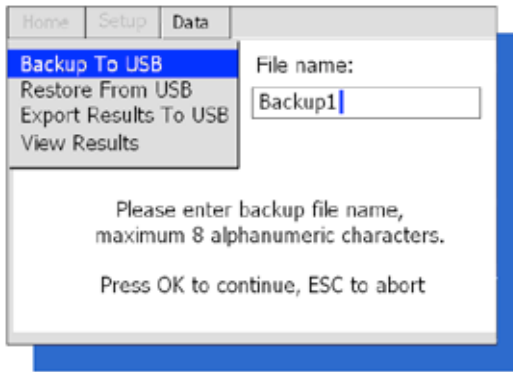 Home Setup Data
Backup To USB
Restore From USB
Export Results To USB
View Results
File name:
Backup1
Please enter backup file name,
maximum 8 alphanumeric characters.
Press OK to continue, ESC to abort